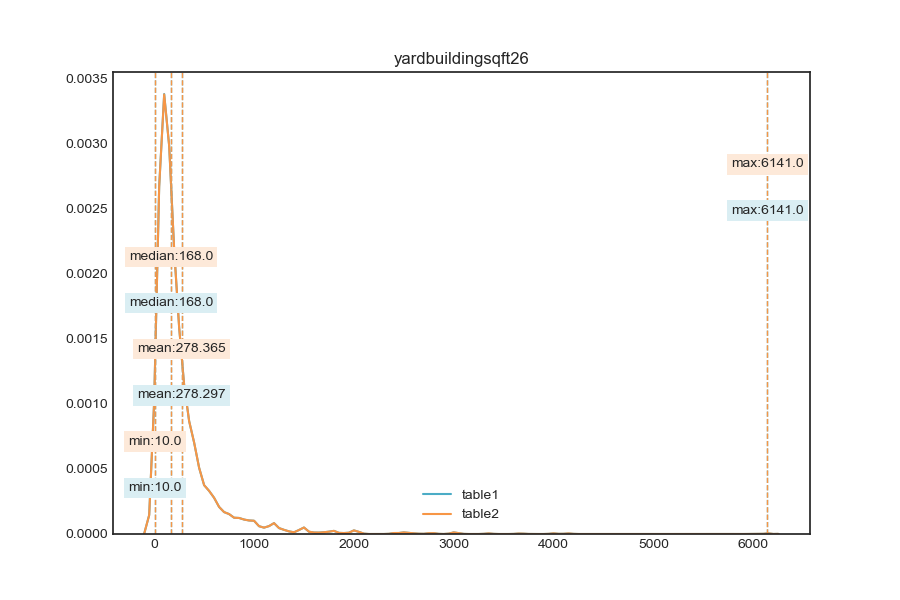 yardbuildingsqft26
0.0035
0.0030
0.0025
0.0020
0.0015
0.0010
0.0005
0.0000
max:6141.0
max:6141.0
median:168.0
median:168.0
mean:278.365
mean:278.297
min:10.0
min:10.0
table1
table2
0 1000 2000 3000 4000 5000 6000